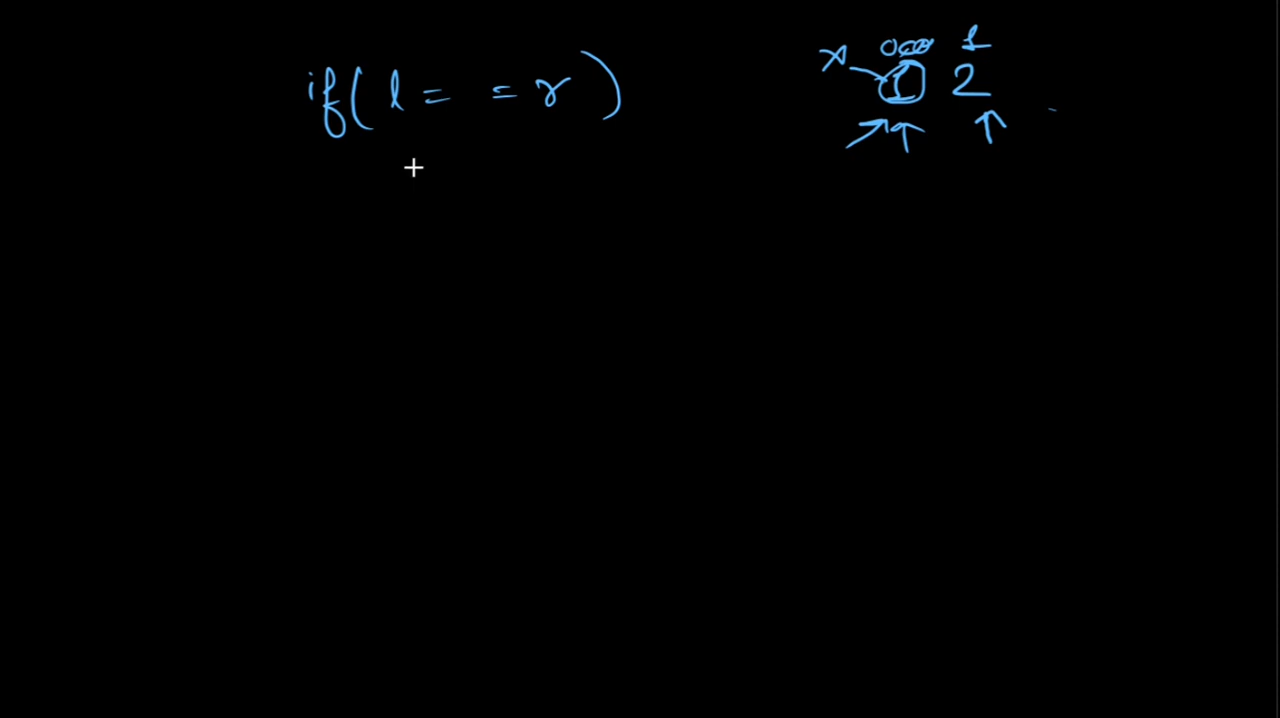 if( l = = r )
1
1 2